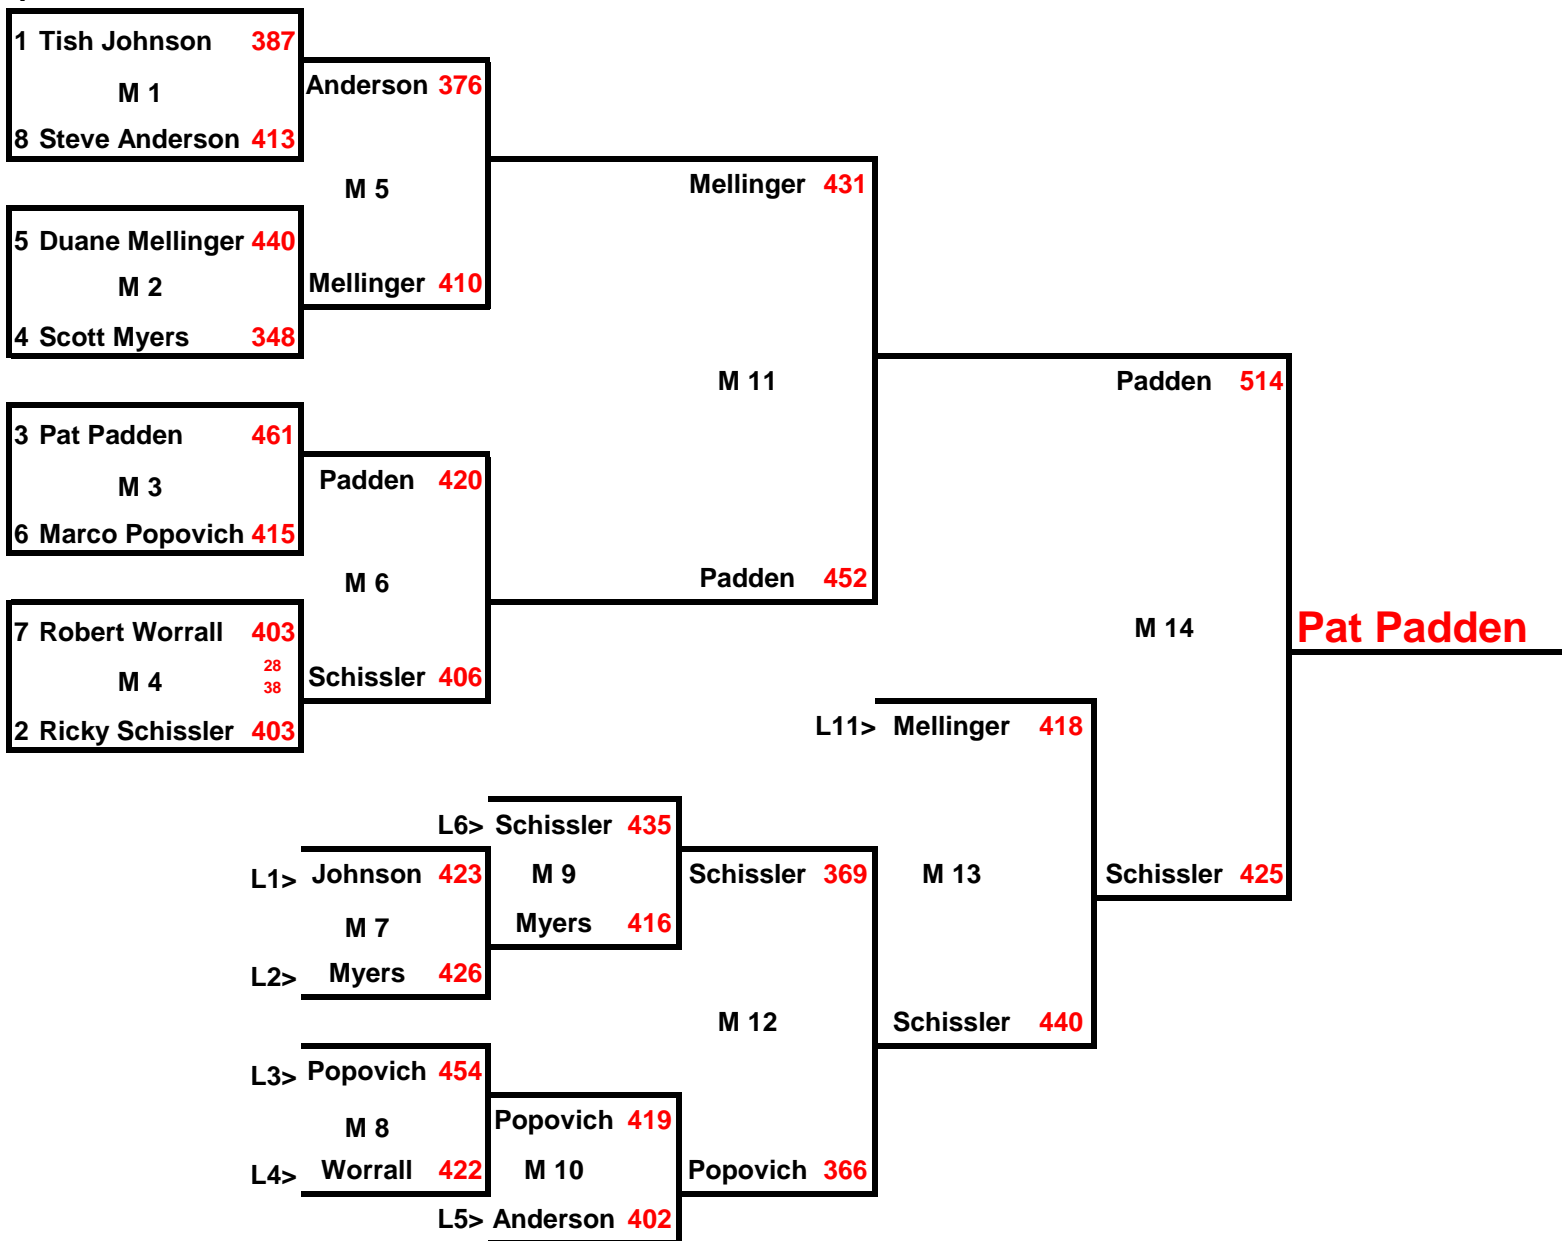 1 Tish Johnson 387
M 1
8 Steve Anderson 413
Anderson 376
M 5
Mellinger 410
5 Duane Mellinger 440
M 2
4 Scott Myers 348
Mellinger 431
M 11
Padden 452
3 Pat Padden 461
M 3
6 Marco Popovich 415
Padden 420
M 6
Schissler 406
7 Robert Worrall 403
28
M 4
38
2 Ricky Schissler 403
Padden 514
M 14
Pat Padden
Schissler 425
L11> Mellinger 418
M 13
Schissler 440
L6> Schissler 435
M 9
Myers 416
L1> Johnson 423
M 7
L2> Myers 426
Schissler 369
M 12
Popovich 366
L3> Popovich 454
M 8
L4> Worrall 422
Popovich 419
M 10
L5> Anderson 402